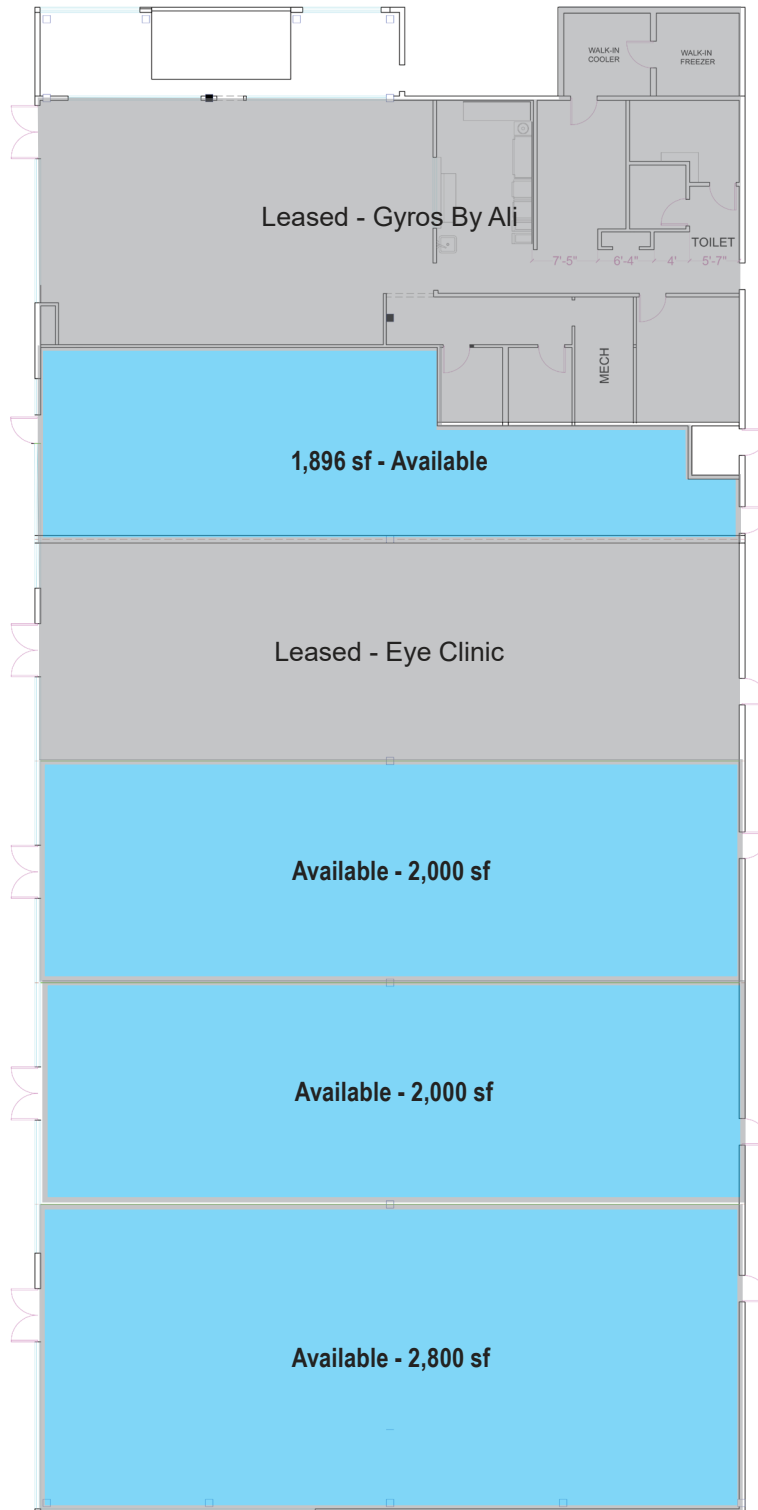 WALK-IN
COOLER
WALK-IN
FREEZER
Leased - Gyros By Ali
TOILET
7'-5"
6'-4"
4'
5'-7"
MECH
1,896 sf - Available
Leased - Eye Clinic
Available - 2,000 sf
Available - 2,000 sf
Available - 2,800 sf